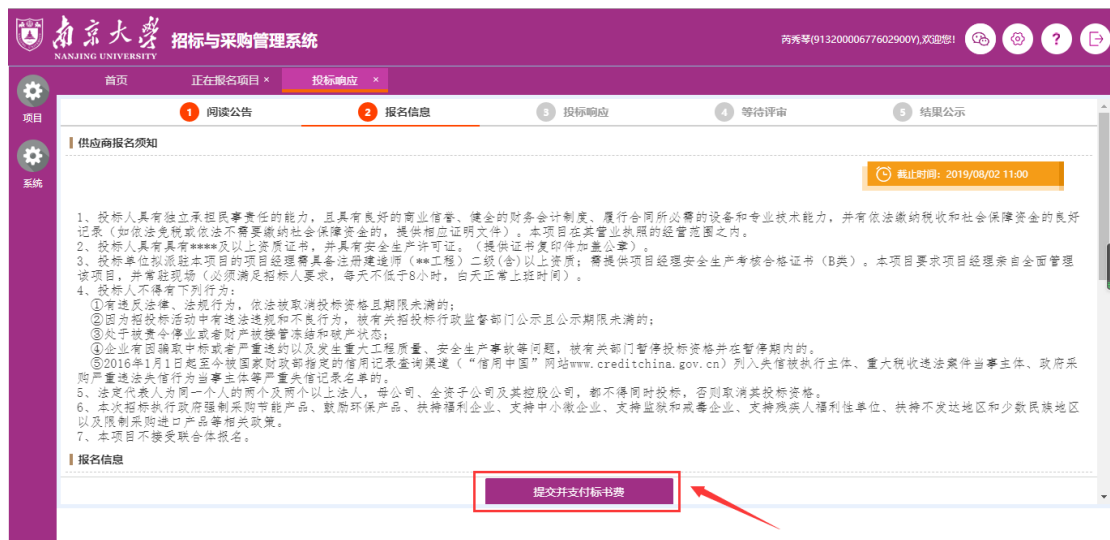 南京大学 招标与采购管理系统
NANJING UNIVERSITY
芮秀琴(91320000677602900Y),欢迎您!
?
首页 正在报名项目 × 投标响应 ×
项目
系统
1 阅读公告 2 报名信息 3 投标响应 4 等待评审 5 结果公示
供应商报名须知
截止时间：2019/08/02 11:00
1、投标人具有独立承担民事责任的能力，且具有良好的商业信誉、健全的财务会计制度、履行合同所必需的设备和专业技术能力，并有依法缴纳税收和社会保障资金的良好
记录（如依法免税或依法不需要缴纳社会保障资金的，提供相应证明文件）。本项目在其营业执照的经营范围之内。
2、投标人具有具有****及以上资质证书，并具有安全生产许可证。（提供证书复印件加盖公章）。
3、投标单位拟派驻本项目的项目经理需具备注册建造师（**工程）二级(含)以上资质；需提供项目经理安全生产考核合格证书（B类）。本项目要求项目经理亲自全面管理
该项目，并常驻现场（必须满足招标人要求，每天不低于8小时，白天正常上班时间）。
4、投标人不得有下列行为：
①有违反法律、法规行为，依法被取消投标资格且期限未满的；
②因为招投标活动中有违法违规和不良行为，被有关招投标行政监督部门公示且公示期限未满的；
③处于被责令停业或者财产被接管冻结和破产状态；
④企业有因骗取中标或者严重违约以及发生重大工程质量、安全生产事故等问题，被有关部门暂停投标资格并在暂停期内的。
⑤2016年1月1日起至今被国家财政部指定的信用记录查询渠道（“信用中国”网站www.creditchina.gov.cn）列入失信被执行主体、重大税收违法案件当事主体、政府采
购严重违法失信行为当事主体等严重失信记录名单的。
5、法定代表人为同一个人的两个及两个以上法人，母公司、全资子公司及其控股公司，都不得同时投标，否则取消其投标资格。
6、本次招标执行政府强制采购节能产品、鼓励环保产品、扶持福利企业、支持中小微企业、支持监狱和戒毒企业、支持残疾人福利性单位、扶持不发达地区和少数民族地区
以及限制采购进口产品等相关政策。
7、本项目不接受联合体报名。
报名信息
提交并支付标书费